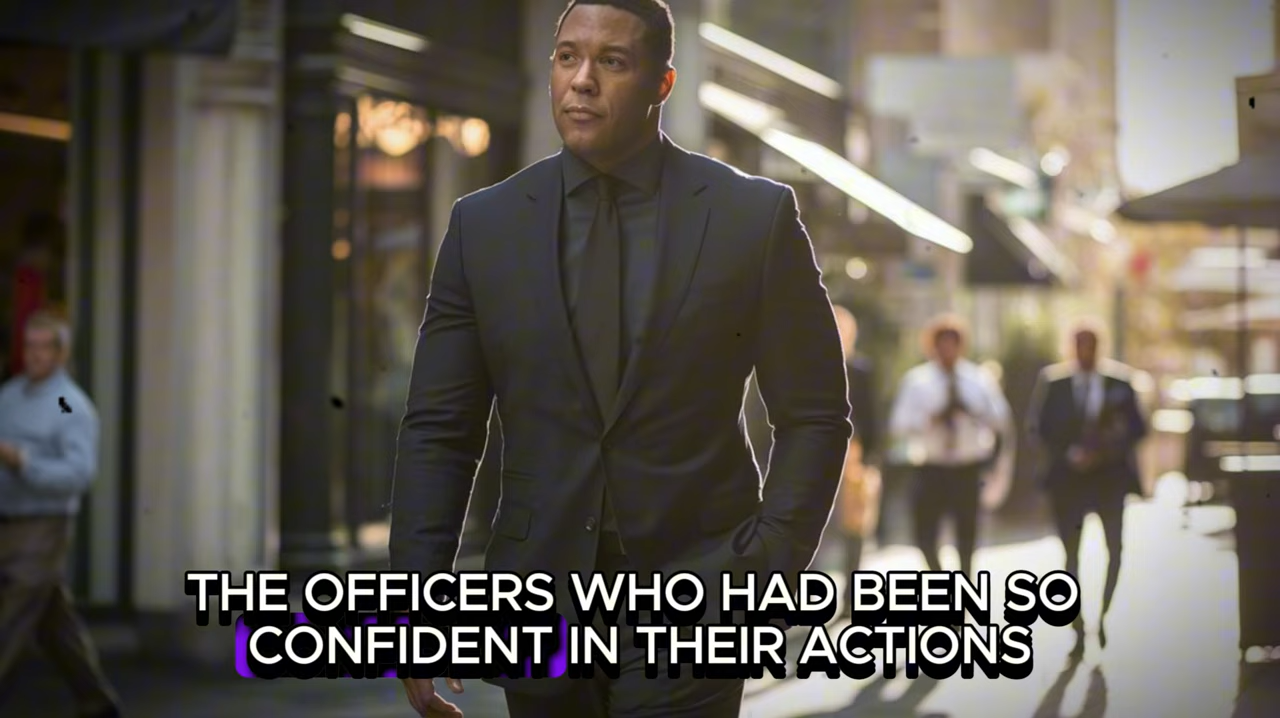 THE OFFICERS WHO HAD BEEN SO
CONFIDENT IN THEIR ACTIONS